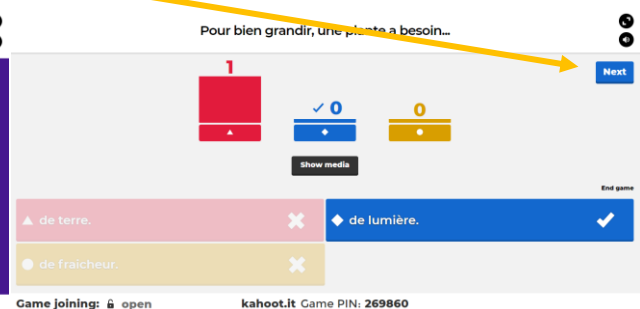 Pour bien grandir, une plante a besoin...
Next
1
0
0
Show media
End game
de terre.
de lumière.
de fraicheur.
Game joining: open
kahoot.it Game PIN: 269860